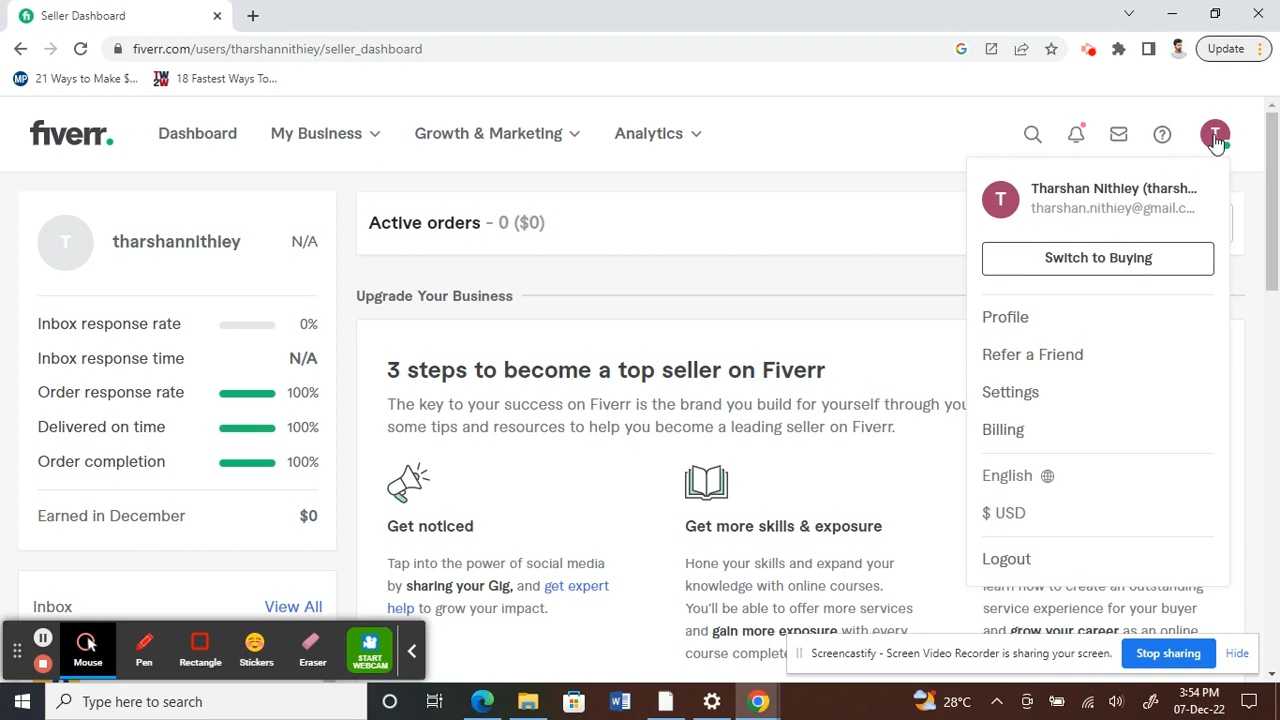 Seller Dashboard
fiverr.com/users/tharshannithiey/seller_dashboard
Update
MP 21 Ways to Make $...
TW2W 18 Fastest Ways To...
fiverr.
Dashboard
My Business
Growth & Marketing
Analytics
T
T
Tharshan Nithiey (tharsh...
tharshan.nithiey@gmail.c...
Switch to Buying
Profile
Refer a Friend
Settings
Billing
English
$ USD
Logout
T
tharshannithiey
N/A
Inbox response rate
0%
Inbox response time
N/A
Order response rate
100%
Delivered on time
100%
Order completion
100%
Earned in December
$0
Inbox
View All
Active orders - 0 ($0)
Upgrade Your Business
3 steps to become a top seller on Fiverr
The key to your success on Fiverr is the brand you build for yourself through you
some tips and resources to help you become a leading seller on Fiverr.
Get noticed
Tap into the power of social media
by sharing your Gig, and get expert
help to grow your impact.
Get more skills & exposure
Hone your skills and expand your
knowledge with online courses.
You'll be able to offer more services
and gain more exposure with every
course complete
learn how to create an outstanding
service experience for your buyer
and grow your career as an online
Mouse
Pen
Rectangle
Stickers
Eraser
START
WEBCAM
Screencastify - Screen Video Recorder is sharing your screen.
Stop sharing
Hide
Type here to search
28°C
3:54 PM
07-Dec-22